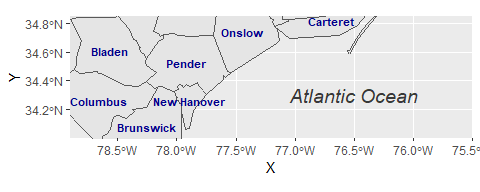 34.8°N
34.6°N
34.4°N
34.2°N
Y
Carteret
Onslow
Bladen
Pender
Columbus
New Hanover
Brunswick
Atlantic Ocean
78.5°W 78.0°W 77.5°W 77.0°W 76.5°W 76.0°W 75.5°W
X